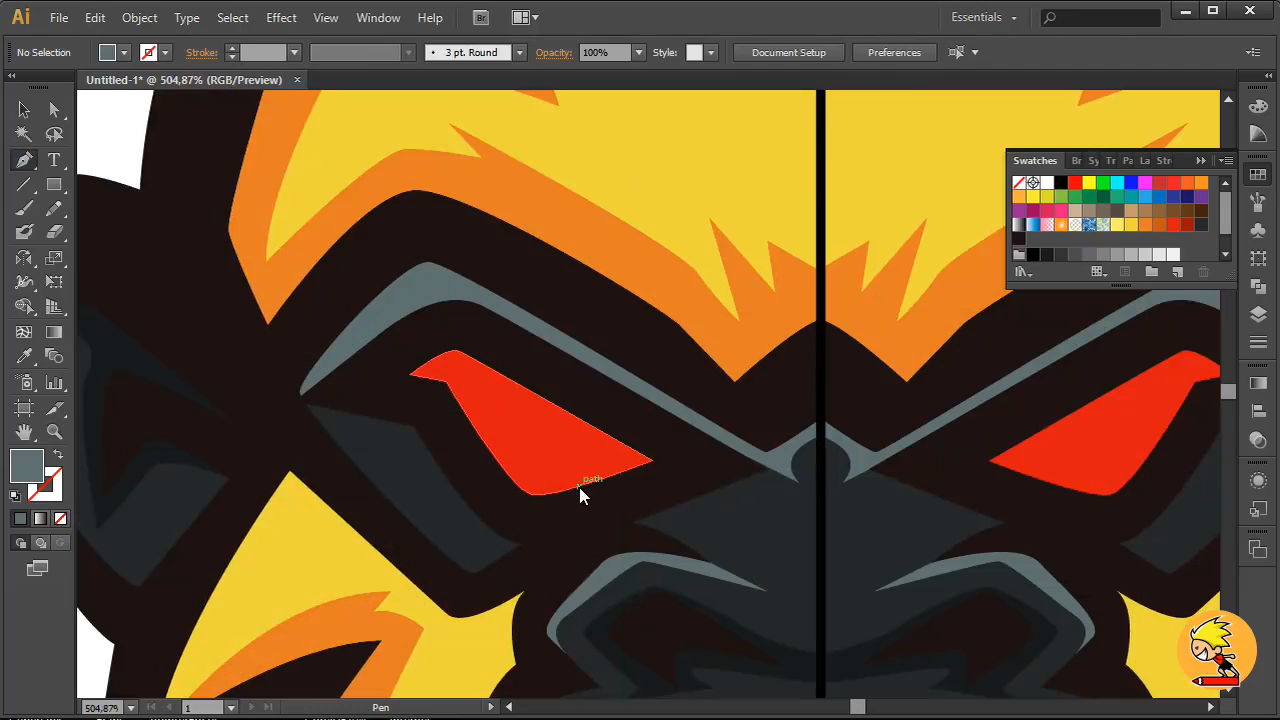 Ai File Edit Object Type Select Effect View Window Help Br Essentials
No Selection Stroke: 3 pt. Round Opacity: 100% Style: Document Setup Preferences
Untitled-1* @ 504,87% (RGB/Preview)
Swatches Br Sy Tr Pa La Str
path
504,87% 1 Pen